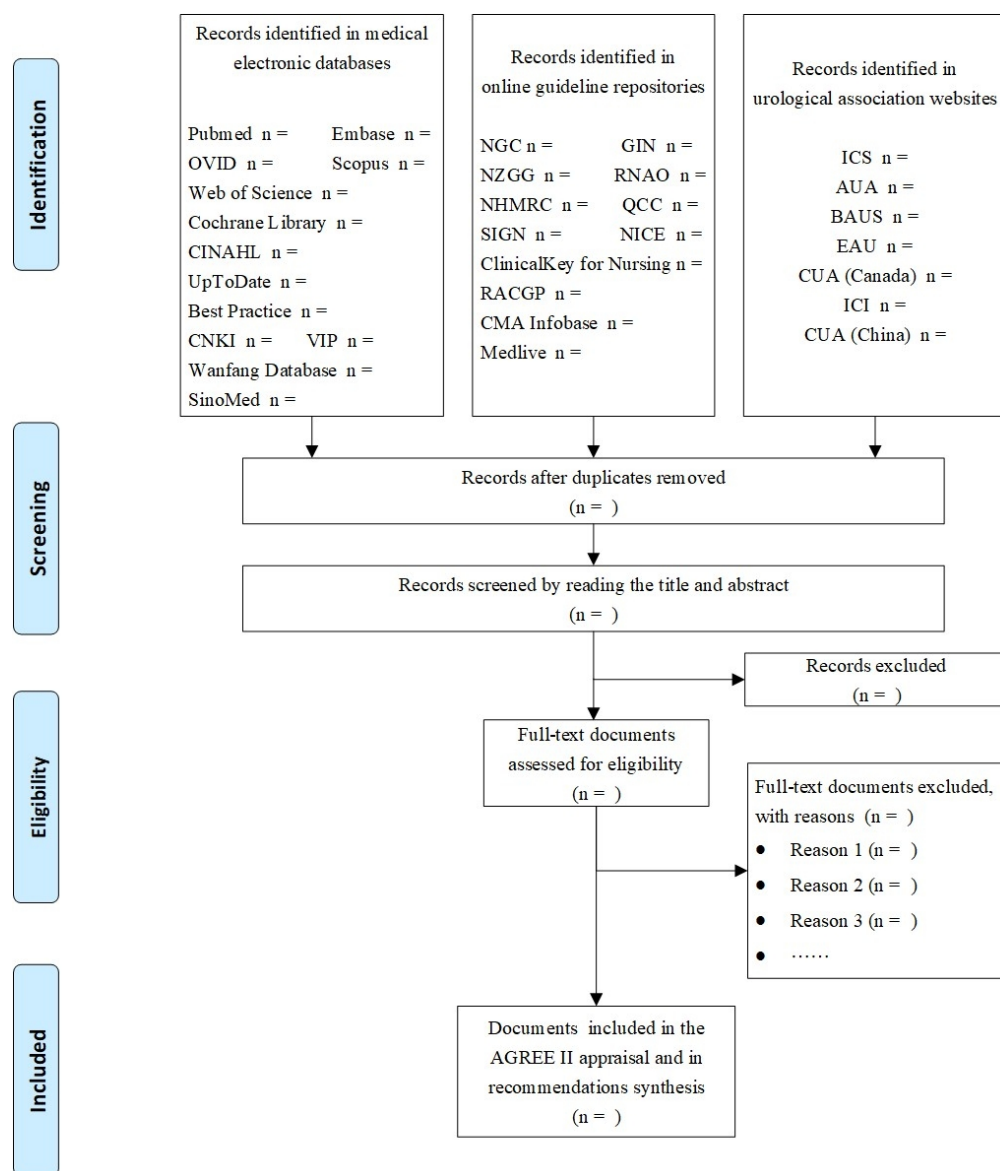 Identification
Records identified in medical
electronic databases
Pubmed n =   Embase n =
OVID n =   Scopus n =
Web of Science n =
Cochrane Library n =
CINAHL n =
UpToDate n =
Best Practice n =
CNKI n =   VIP n =
Wanfang Database n =
SinoMed n =
Records identified in
online guideline repositories
NGC n =   GIN n =
NZGG n =   RNAO n =
NHMRC n =   QCC n =
SIGN n =   NICE n =
ClinicalKey for Nursing n =
RACGP n =
CMA Infobase n =
Medlive n =
Records identified in
urological association websites
ICS n =
AUA n =
BAUS n =
EAU n =
CUA (Canada) n =
ICI n =
CUA (China) n =
Screening
Records after duplicates removed
(n = )
Records screened by reading the title and abstract
(n = )
Records excluded
(n = )
Eligibility
Full-text documents
assessed for eligibility
(n = )
Full-text documents excluded,
with reasons (n = )
● Reason 1 (n = )
● Reason 2 (n = )
● Reason 3 (n = )
● ……
Included
Documents included in the
AGREE II appraisal and in
recommendations synthesis
(n = )